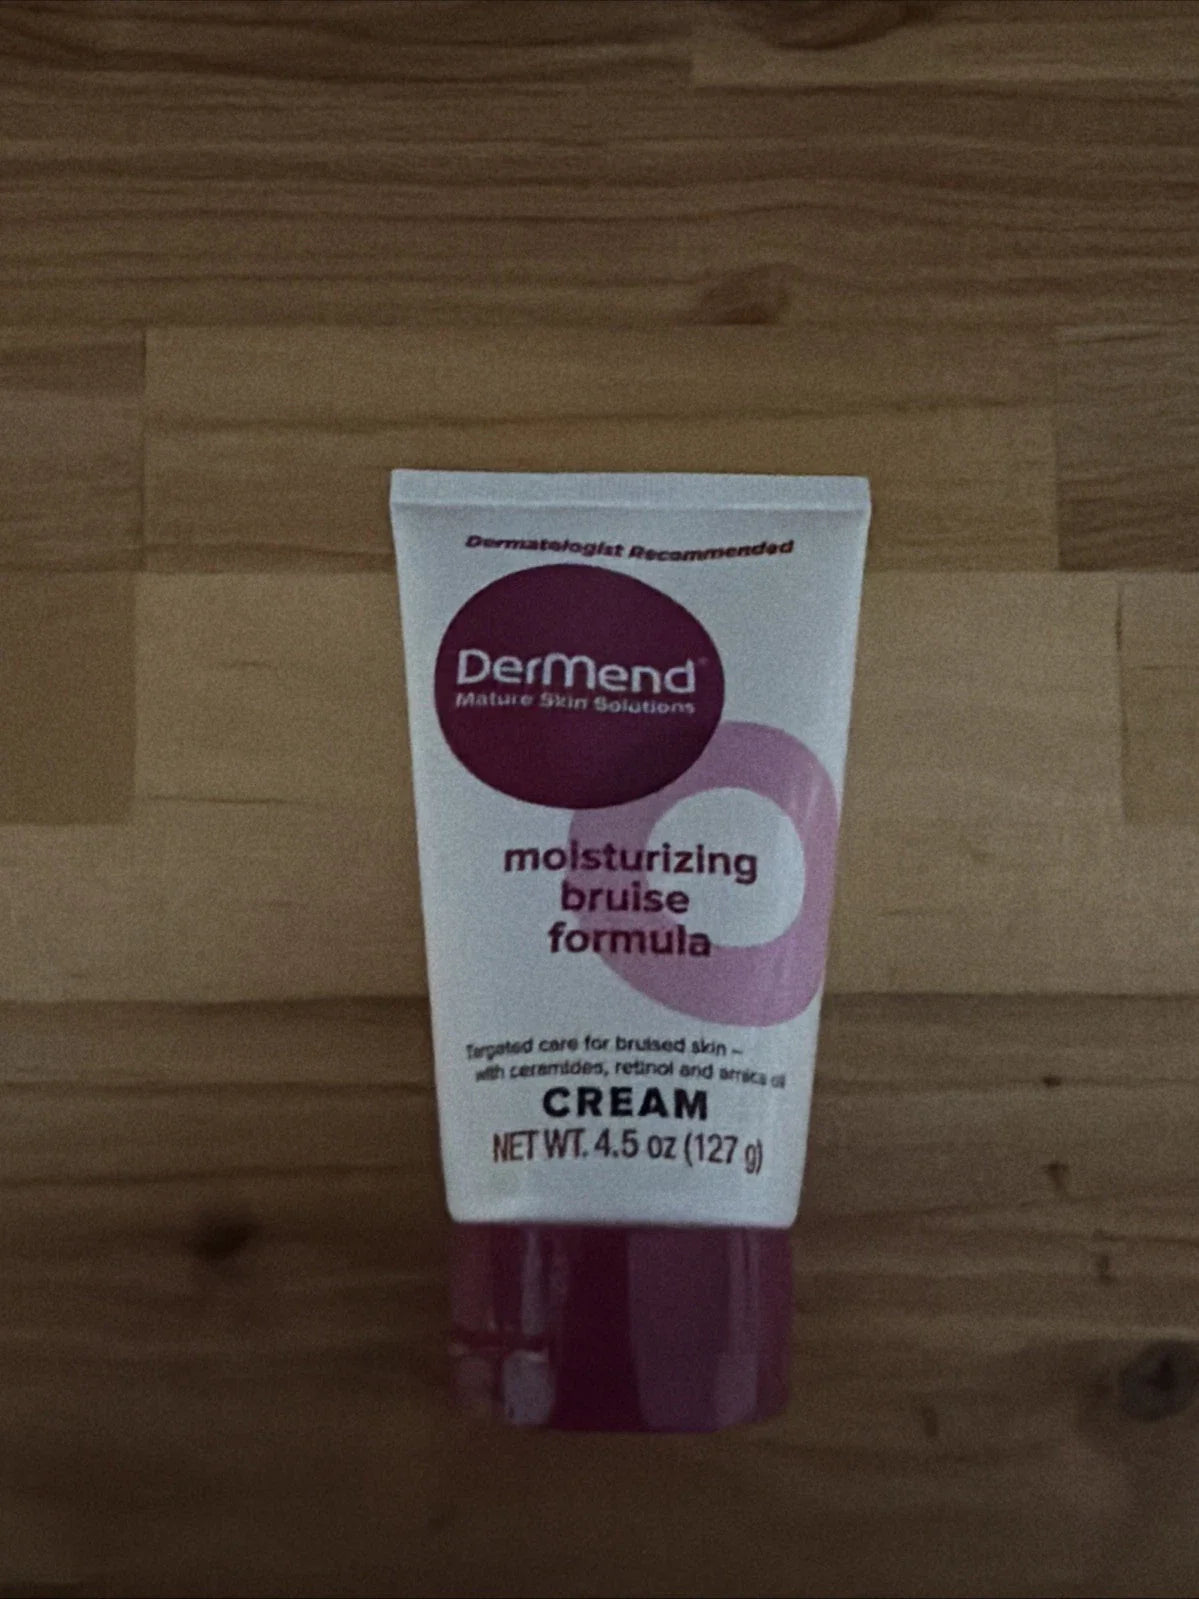 Dermatologist Recommended
DerMend
Mature Skin Solutions
moisturizing
bruise
formula
Targeted care for bruised skin –
with ceramides, retinol and arnica oil
CREAM
NET WT. 4.5 oz (127 g)